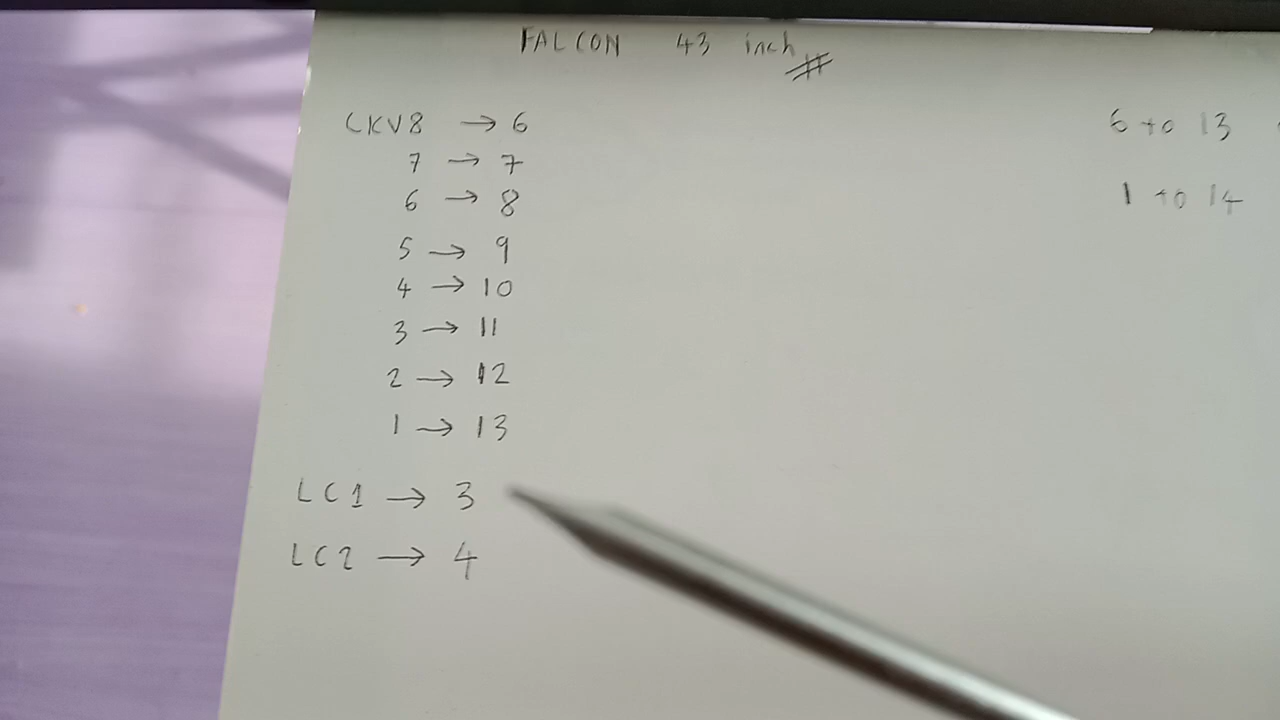 FALCON 43 inch
CKV8 → 6
7 → 7
6 → 8
5 → 9
4 → 10
3 → 11
2 → 12
1 → 13
LC1 → 3
LC2 → 4
6 to 13
1 to 14